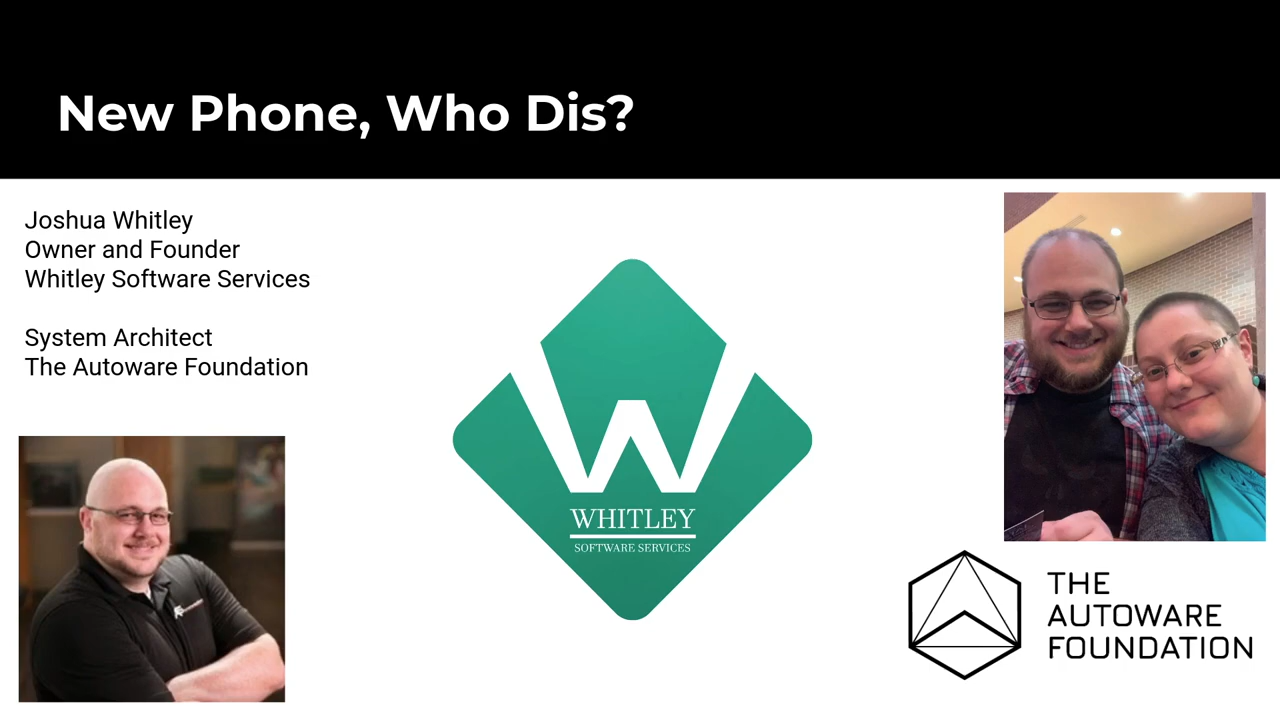 New Phone, Who Dis?
Joshua Whitley
Owner and Founder
Whitley Software Services
System Architect
The Autoware Foundation
WHITLEY
SOFTWARE SERVICES
THE
AUTOWARE
FOUNDATION